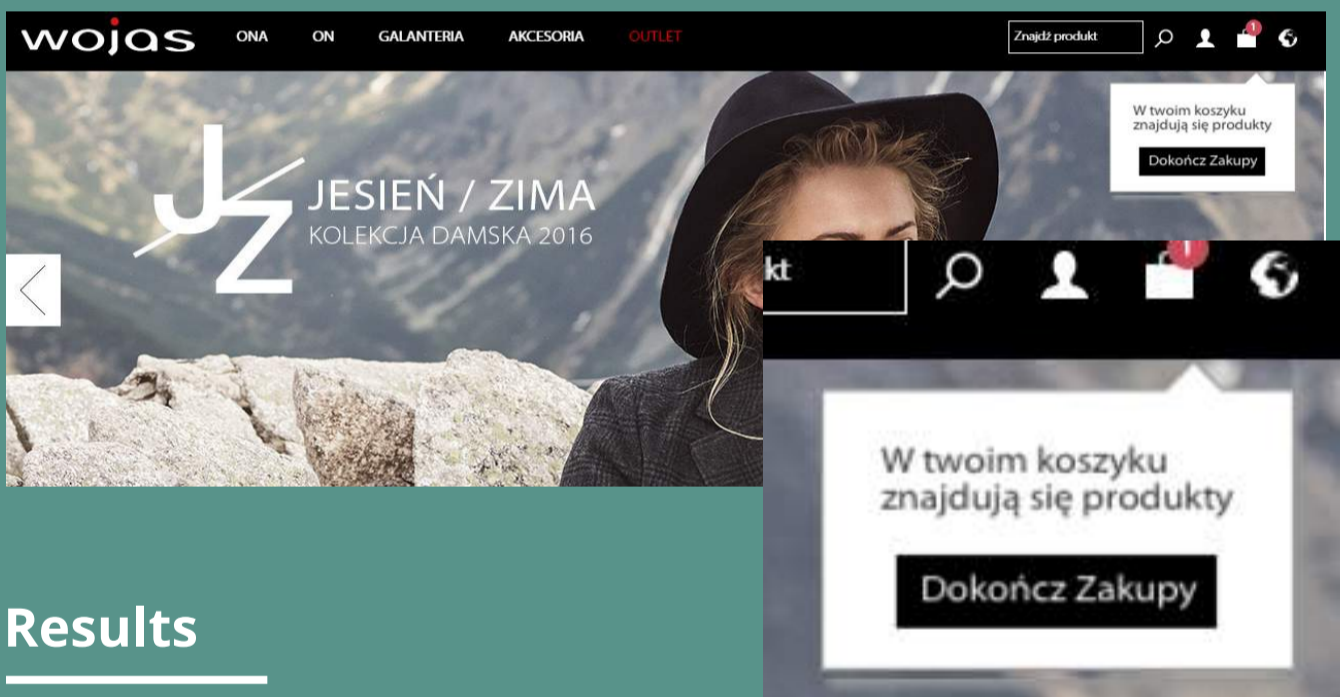 wojas ONA ON GALANTERIA AKCESORIA OUTLET Znajdź produkt 1
W twoim koszyku
znajdują się produkty
Dokończ Zakupy
JZ
JESIEŃ / ZIMA
KOLEKCJA DAMSKA 2016
kt 1
W twoim koszyku
znajdują się produkty
Dokończ Zakupy
Results